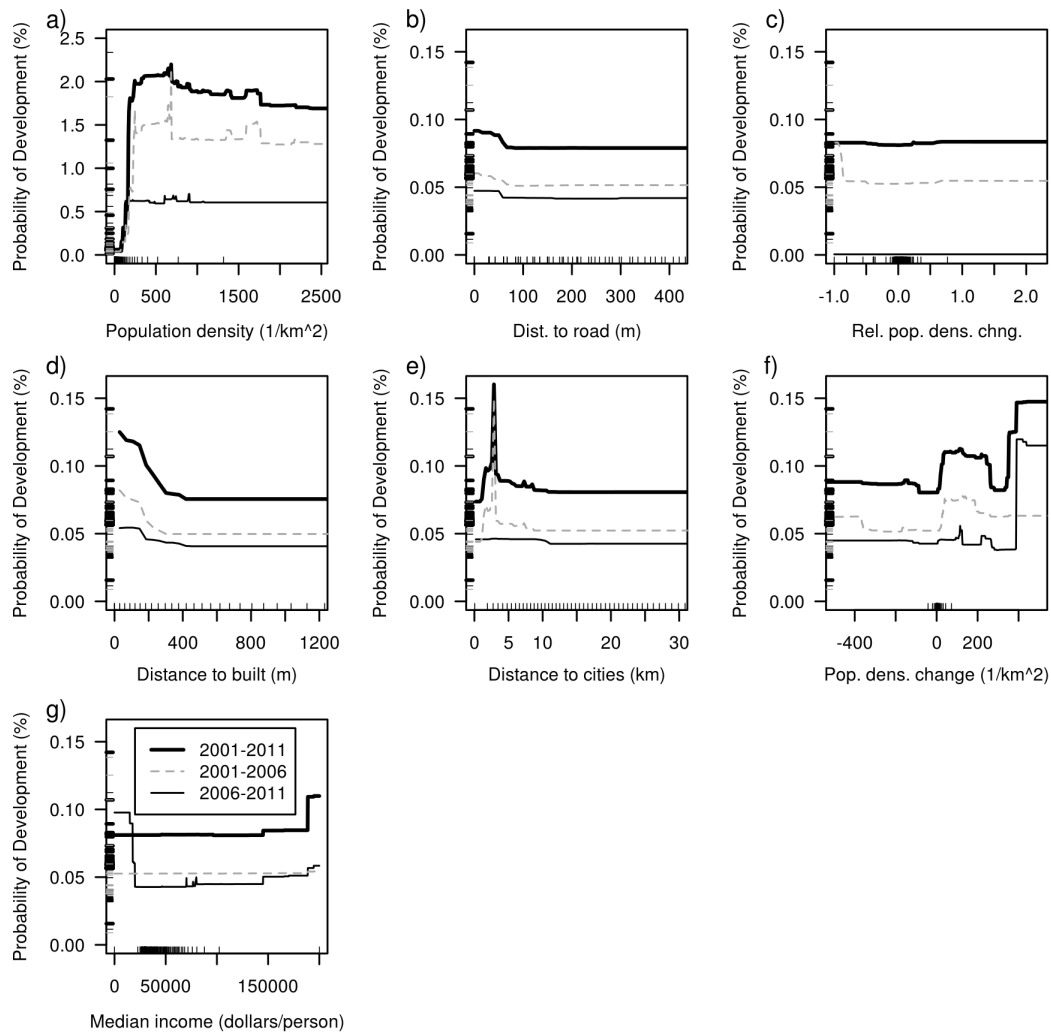 a)
Probability of Development (%)
2.5
2.0
1.5
1.0
0.5
0.0
0 500 1500 2500
Population density (1/km^2)
b)
Probability of Development (%)
0.15
0.10
0.05
0.00
0 100 200 300 400
Dist. to road (m)
c)
Probability of Development (%)
0.15
0.10
0.05
0.00
-1.0 0.0 1.0 2.0
Rel. pop. dens. chng.
d)
Probability of Development (%)
0.15
0.10
0.05
0.00
0 400 800 1200
Distance to built (m)
e)
Probability of Development (%)
0.15
0.10
0.05
0.00
0 5 10 20 30
Distance to cities (km)
f)
Probability of Development (%)
0.15
0.10
0.05
0.00
-400 0 200
Pop. dens. change (1/km^2)
g)
Probability of Development (%)
0.15
0.10
0.05
0.00
2001-2011
2001-2006
2006-2011
0 50000 150000
Median income (dollars/person)